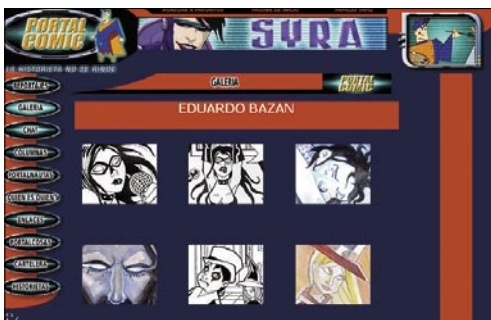 PORTAL
COMIC
SYRA
LA HISTORIETA NO SE RINDE
GALERIA
PORTAL
COMIC
EDUARDO BAZAN
REPORTAJES
GALERIA
CHAT
COLUMNAS
PORTALNAUTAS
QUIEN ES QUIEN
ENLACES
PORTALCOSAS
CARTELERA
HISTORIETAS